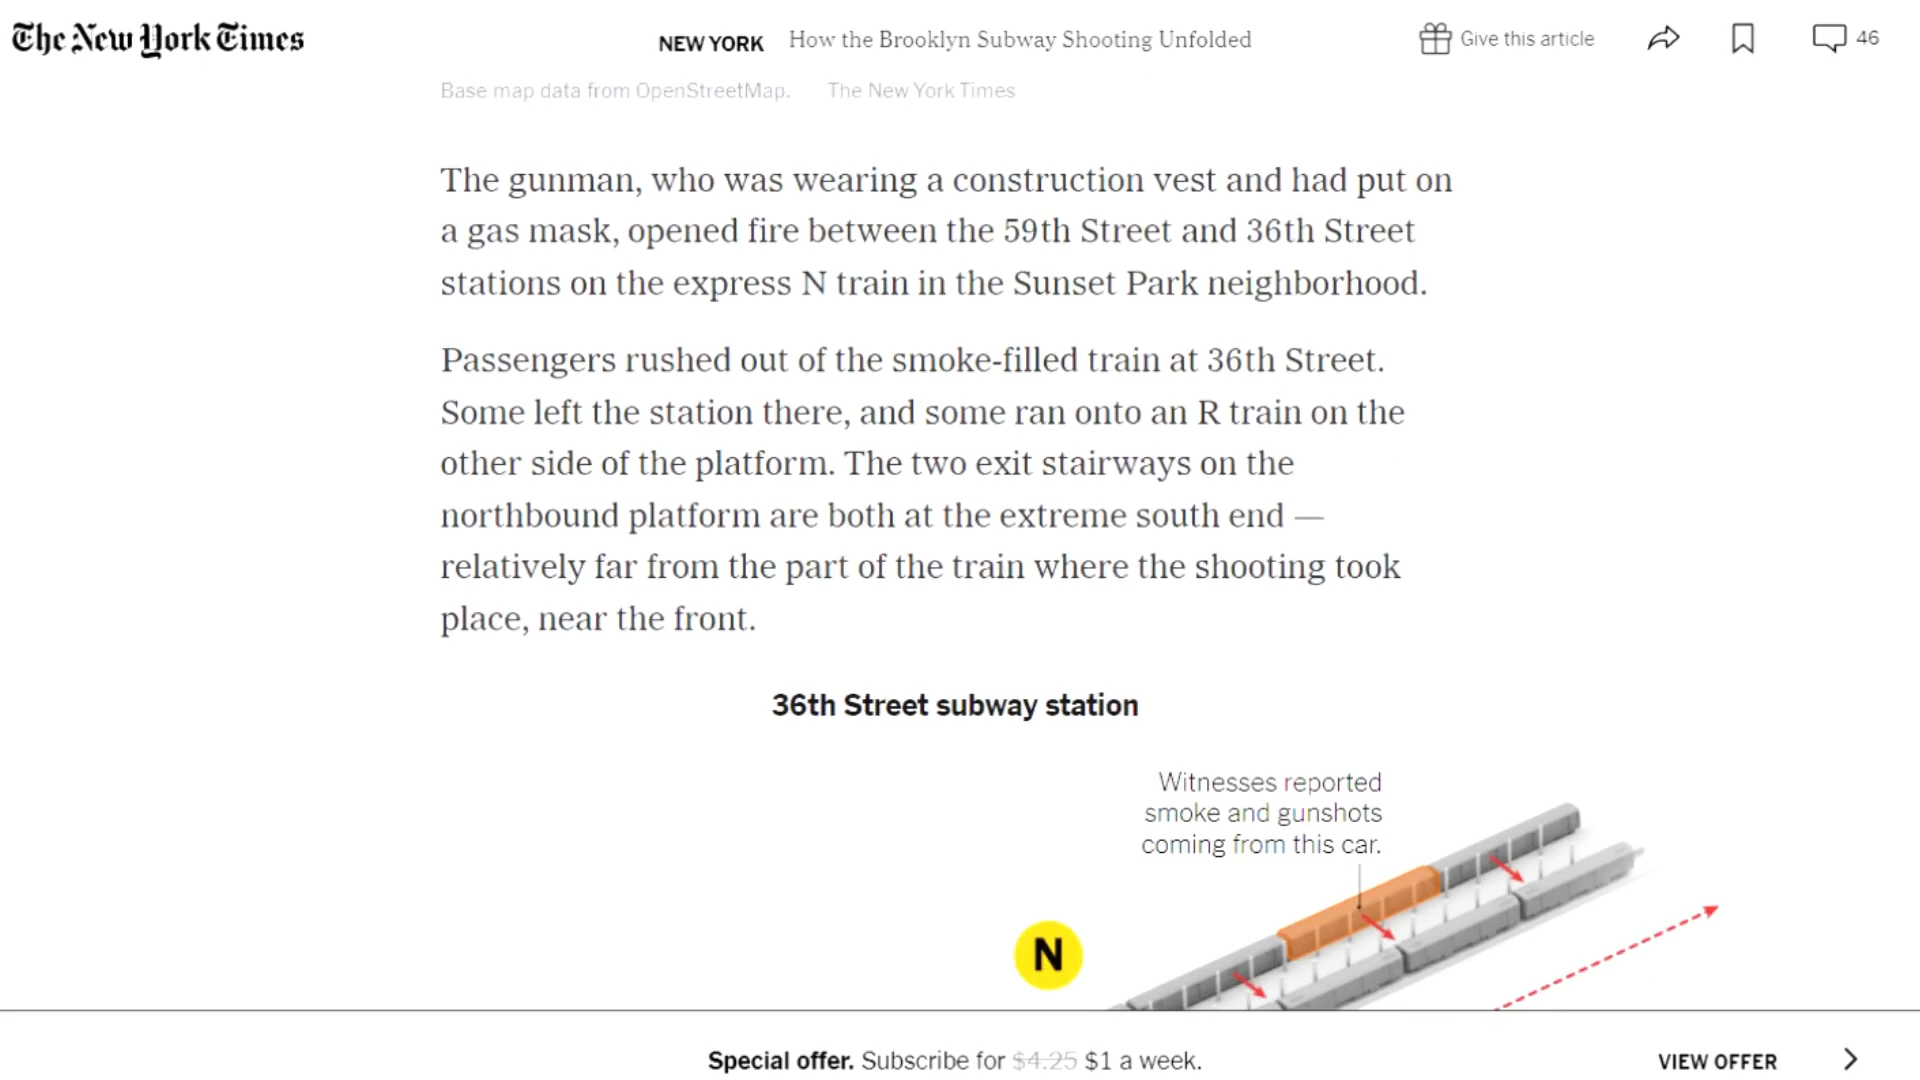 The New York Times
NEW YORK How the Brooklyn Subway Shooting Unfolded
Give this article
46
Base map data from OpenStreetMap. The New York Times
The gunman, who was wearing a construction vest and had put on
a gas mask, opened fire between the 59th Street and 36th Street
stations on the express N train in the Sunset Park neighborhood.
Passengers rushed out of the smoke-filled train at 36th Street.
Some left the station there, and some ran onto an R train on the
other side of the platform. The two exit stairways on the
northbound platform are both at the extreme south end —
relatively far from the part of the train where the shooting took
place, near the front.
36th Street subway station
Witnesses reported
smoke and gunshots
coming from this car.
N
Special offer. Subscribe for $4.25 $1 a week.
VIEW OFFER